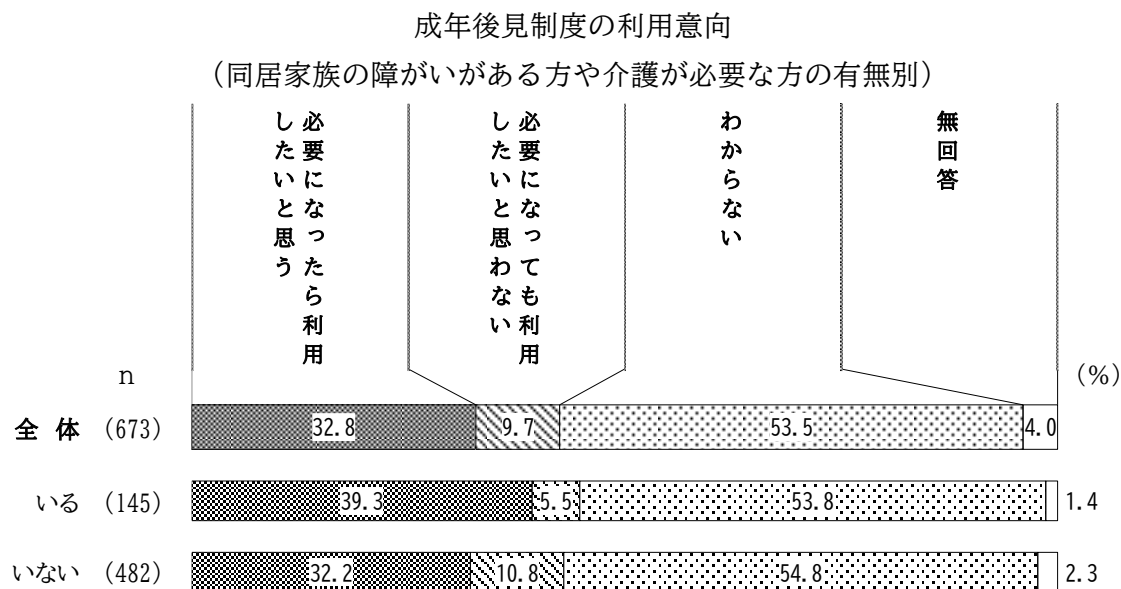 成年後見制度の利用意向
（同居家族の障がいがある方や介護が必要な方の有無別）
必要になったら利用
したいと思う
必要になっても利用
したいと思わない
わからない
無回答
n
(%)
全 体 (673) 32.8 9.7 53.5 4.0
いる (145) 39.3 5.5 53.8 1.4
いない (482) 32.2 10.8 54.8 2.3